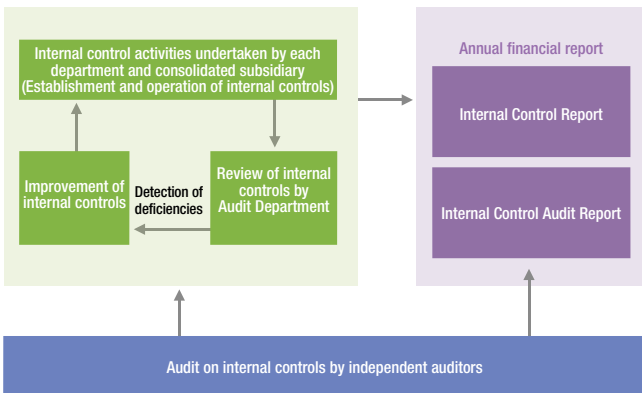 Internal control activities undertaken by each
department and consolidated subsidiary
(Establishment and operation of internal controls)
Improvement of
internal controls
Detection of
deficiencies
Review of internal
controls by
Audit Department
Annual financial report
Internal Control Report
Internal Control Audit Report
Audit on internal controls by independent auditors